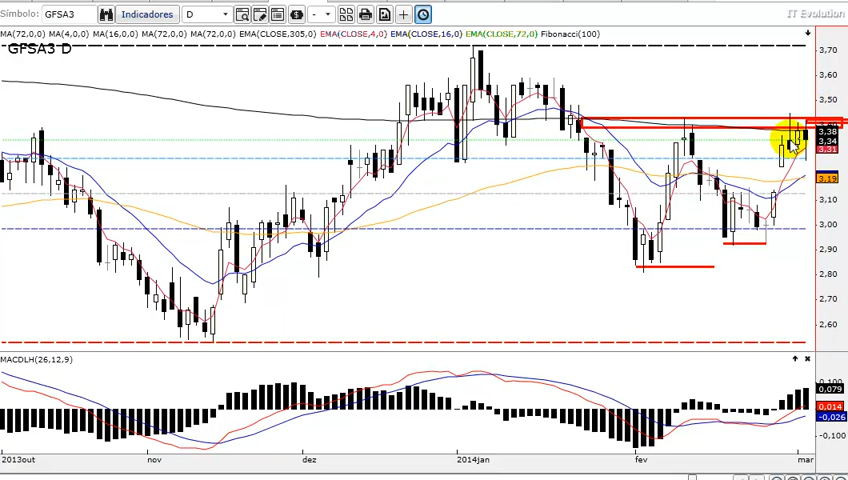 Símbolo: GFSA3 Indicadores D -
IT Evolution
MA(72,0,0) MA(4,0,0) MA(16,0,0) MA(72,0,0) MA(72,0,0) EMA(CLOSE,305,0) EMA(CLOSE,4,0) EMA(CLOSE,16,0) EMA(CLOSE,72,0) Fibonacci(100)
GFSA3 D
3,70
3,60
3,50
3,38
3,34
3,31
3,19
3,10
3,00
2,90
2,80
2,70
2,60
MACDLH(26,12,9)
0,079
0,014
-0,026
-0,100
2013out nov dez 2014jan fev mar